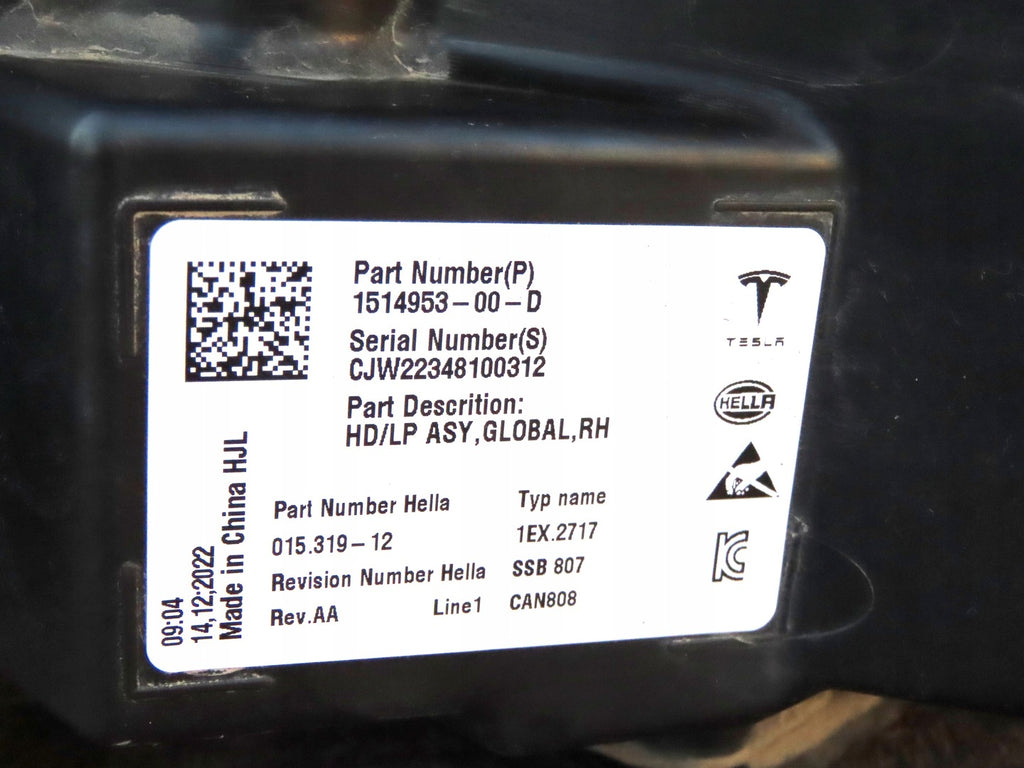 Part Number(P)
1514953-00-D
Serial Number(S)
CJW22348100312
Part Descrition:
HD/LP ASY,GLOBAL,RH
TESLA
HELLA
Part Number Hella
Typ name
015.319-12
1EX.2717
Revision Number Hella
SSB 807
Rev.AA
Line1
CAN808
09:04
14,12:2022
Made in China HJL